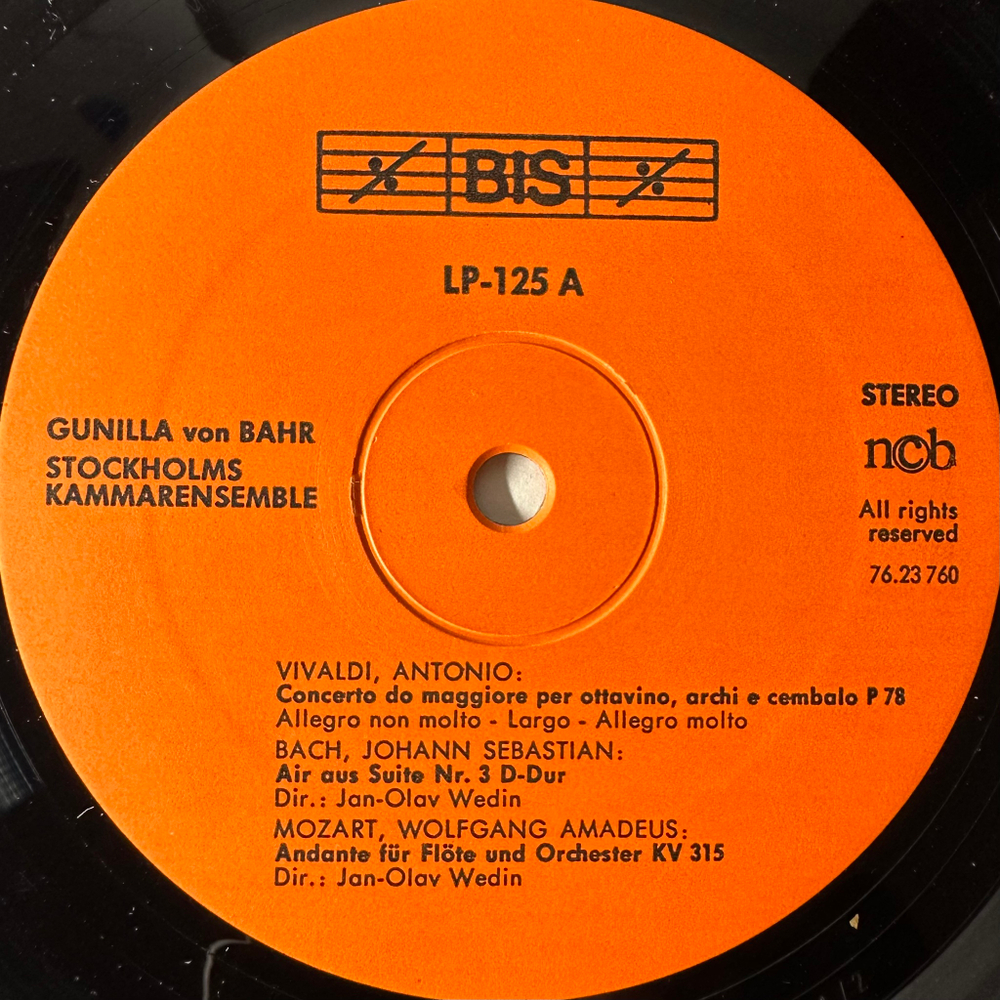 BIS
LP-125 A
GUNILLA von BAHR
STOCKHOLMS
KAMMARENSEMBLE
STEREO
ncb
All rights
reserved
76.23 760
VIVALDI, ANTONIO:
Concerto do maggiore per ottavino, archi e cembalo P 78
Allegro non molto - Largo - Allegro molto
BACH, JOHANN SEBASTIAN:
Air aus Suite Nr. 3 D-Dur
Dir.: Jan-Olav Wedin
MOZART, WOLFGANG AMADEUS:
Andante für Flöte und Orchester KV 315
Dir.: Jan-Olav Wedin